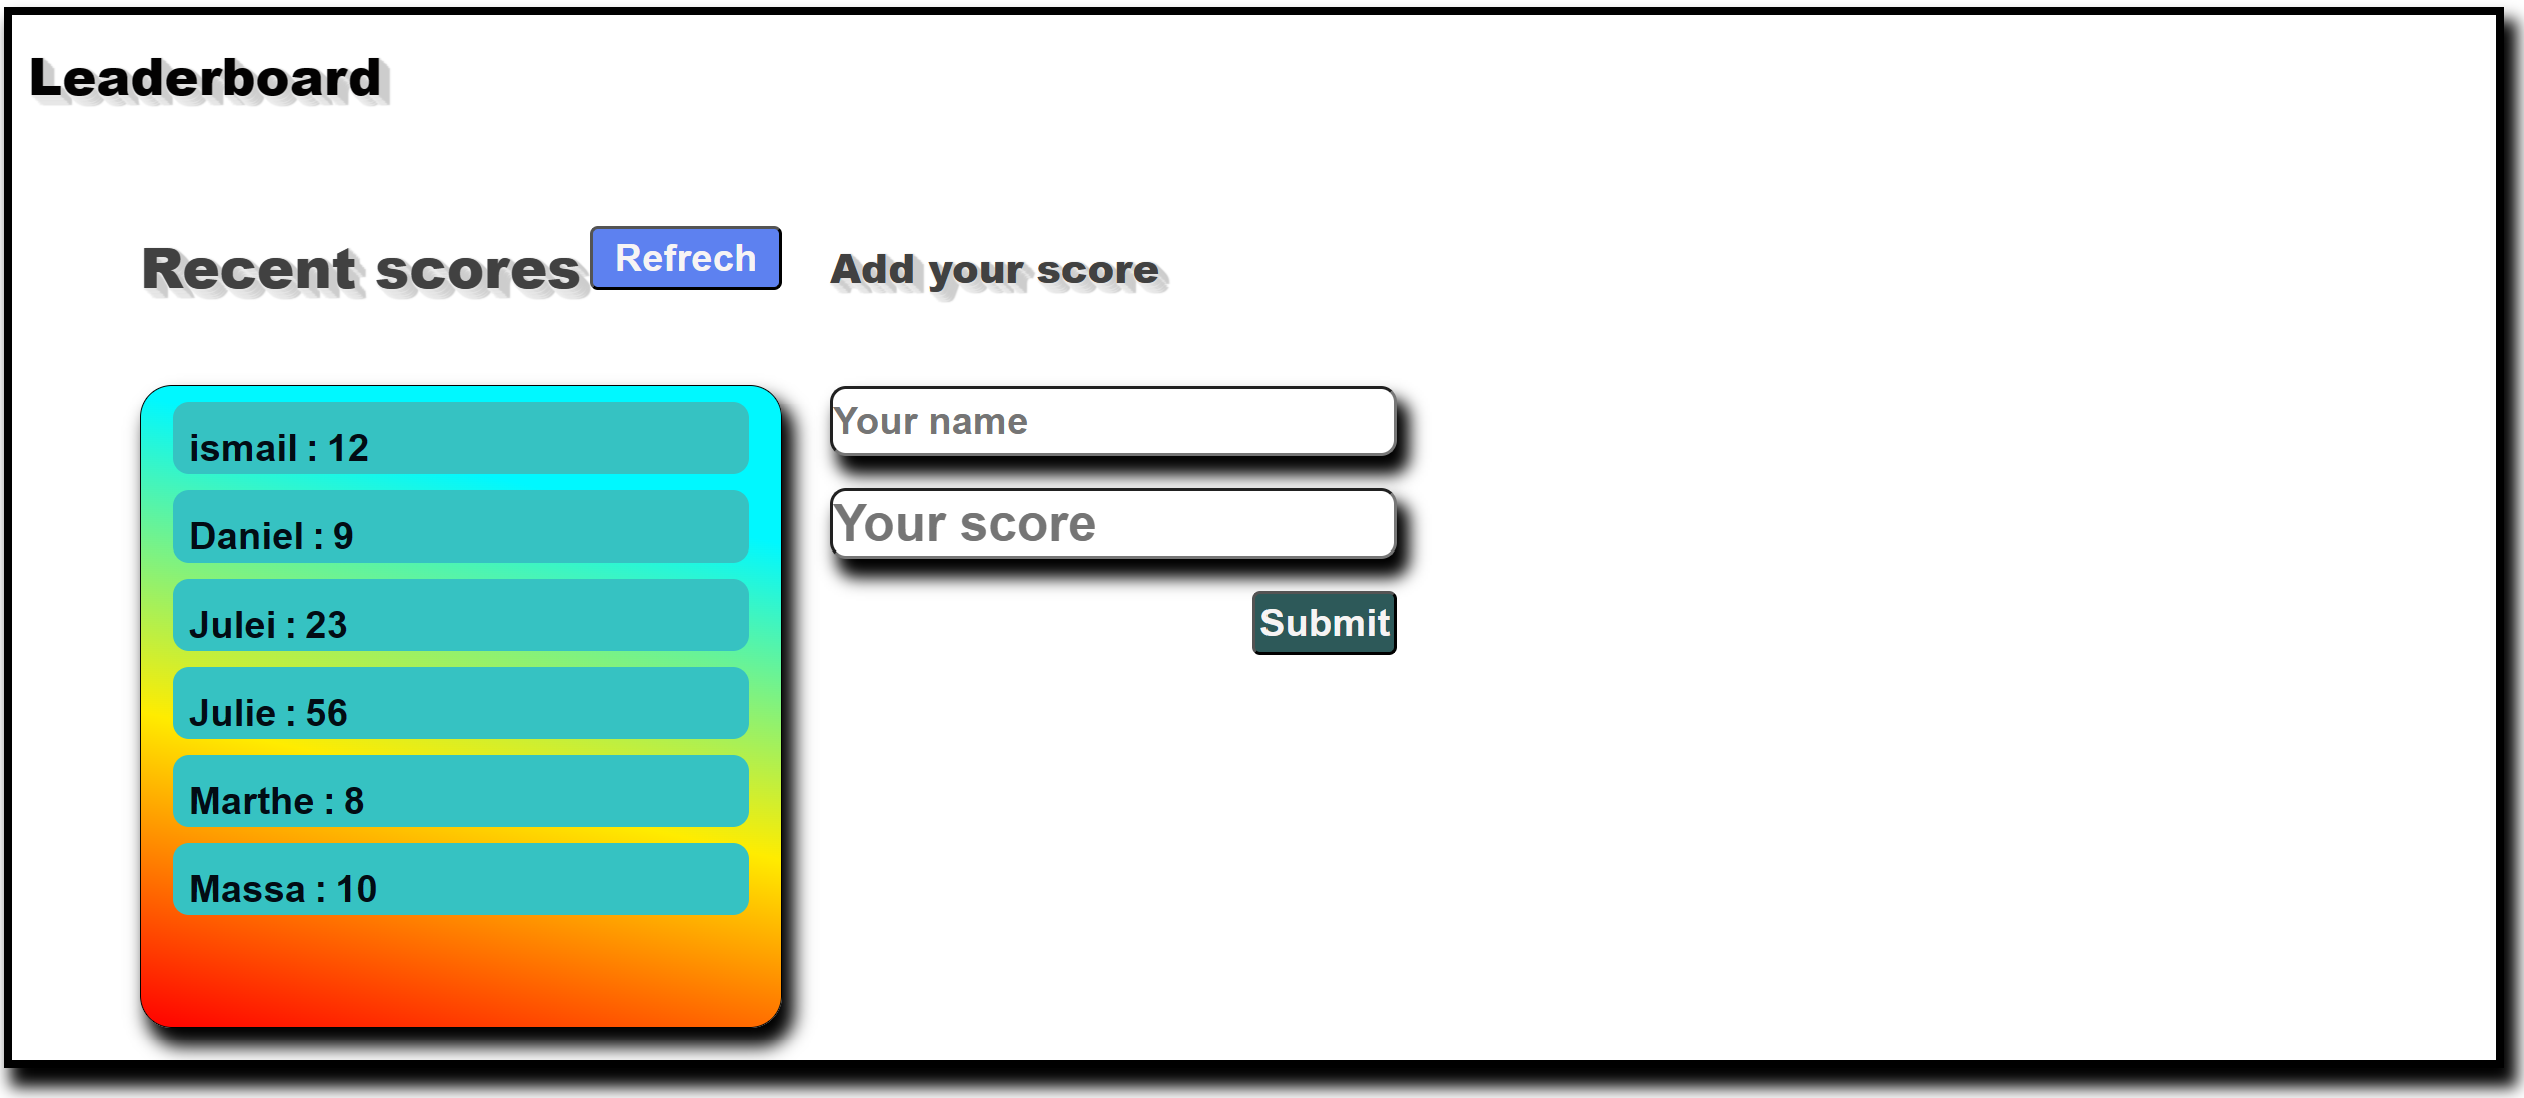 Leaderboard
Recent scores
Refrech
ismail : 12
Daniel : 9
Julei : 23
Julie : 56
Marthe : 8
Massa : 10
Add your score
Your name
Your score
Submit